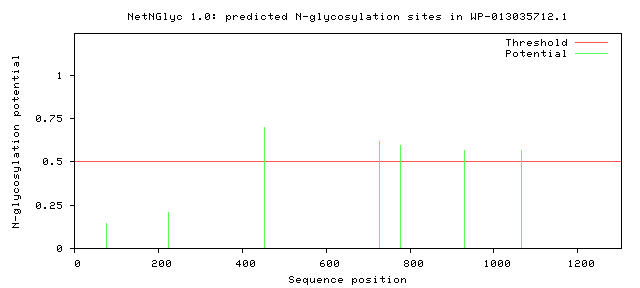 NetNGlyc 1.0: predicted N-glycosylation sites in WP-013035712.1
Threshold
Potential
N-glycosylation potential
1
0.75
0.5
0.25
0
0 200 400 600 800 1000 1200
Sequence position